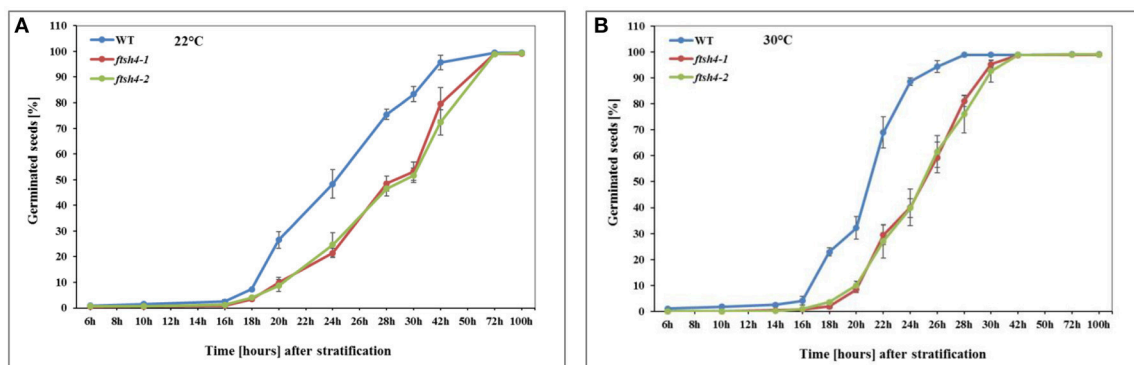 A
22°C
WT
ftsh4-1
ftsh4-2
Germinated seeds [%]
110
100
90
80
70
60
50
40
30
20
10
0
6h 8h 10h 12h 14h 16h 18h 20h 22h 24h 26h 28h 30h 42h 50h 72h 100h
Time [hours] after stratification
B
30°C
WT
ftsh4-1
ftsh4-2
Germinated seeds [%]
110
100
90
80
70
60
50
40
30
20
10
0
6h 8h 10h 12h 14h 16h 18h 20h 22h 24h 26h 28h 30h 42h 50h 72h 100h
Time [hours] after stratification